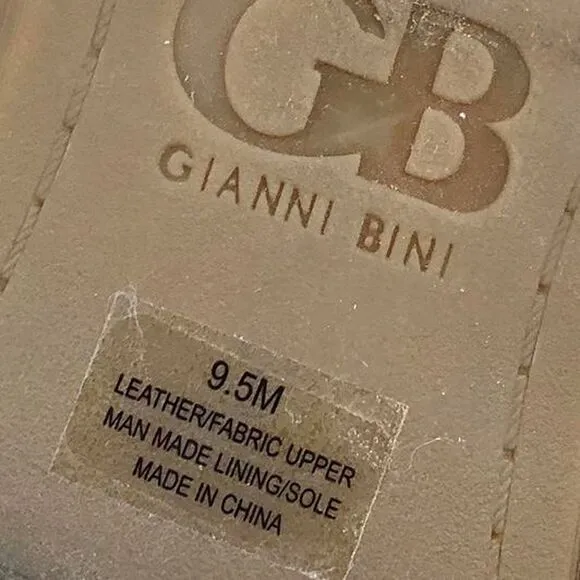 GB
GIANNI BINI
9.5M
LEATHER/FABRIC UPPER
MAN MADE LINING/SOLE
MADE IN CHINA